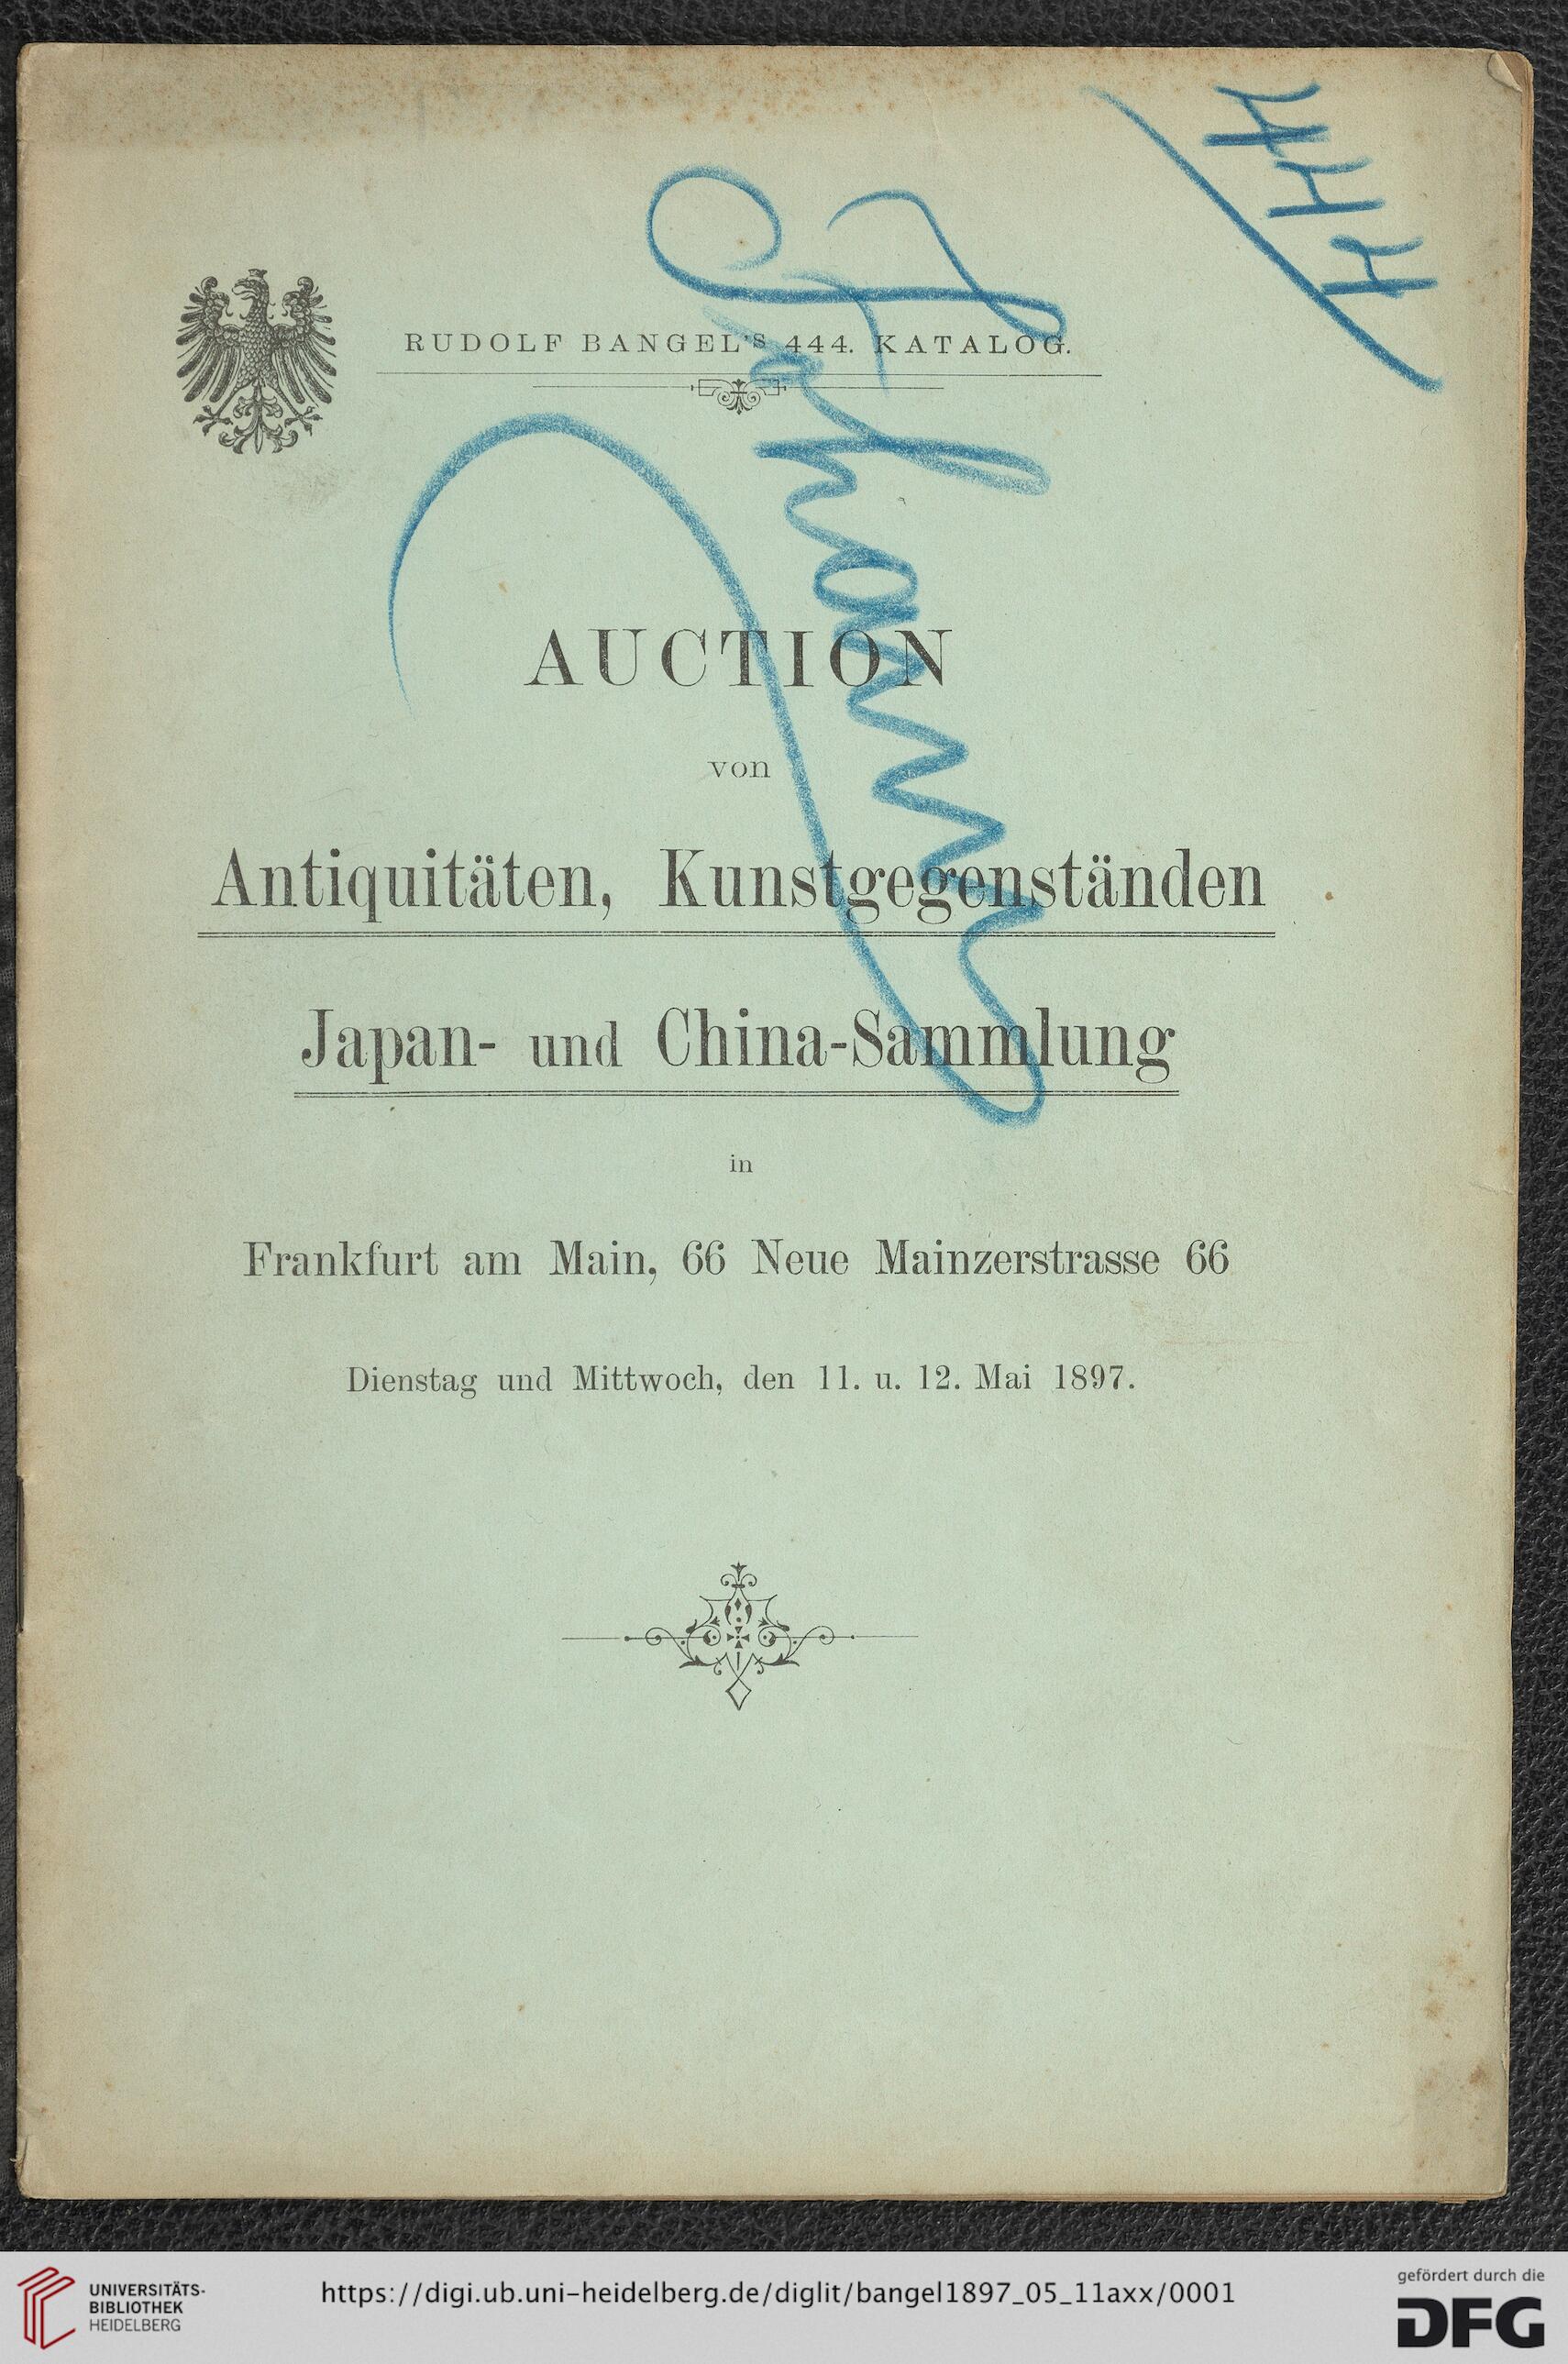 444
RUDOLF BANGEL'S 444. KATALOG.
AUCTION
von
Antiquitäten, Kunstgegenständen
Japan- und China-Sammlung
in
Frankfurt am Main, 66 Neue Mainzerstrasse 66
Dienstag und Mittwoch, den 11. u. 12. Mai 1897.
UNIVERSITÄTS-
BIBLIOTHEK
HEIDELBERG
https://digi.ub.uni-heidelberg.de/diglit/bangel1897_05_11axx/0001
gefördert durch die
DFG